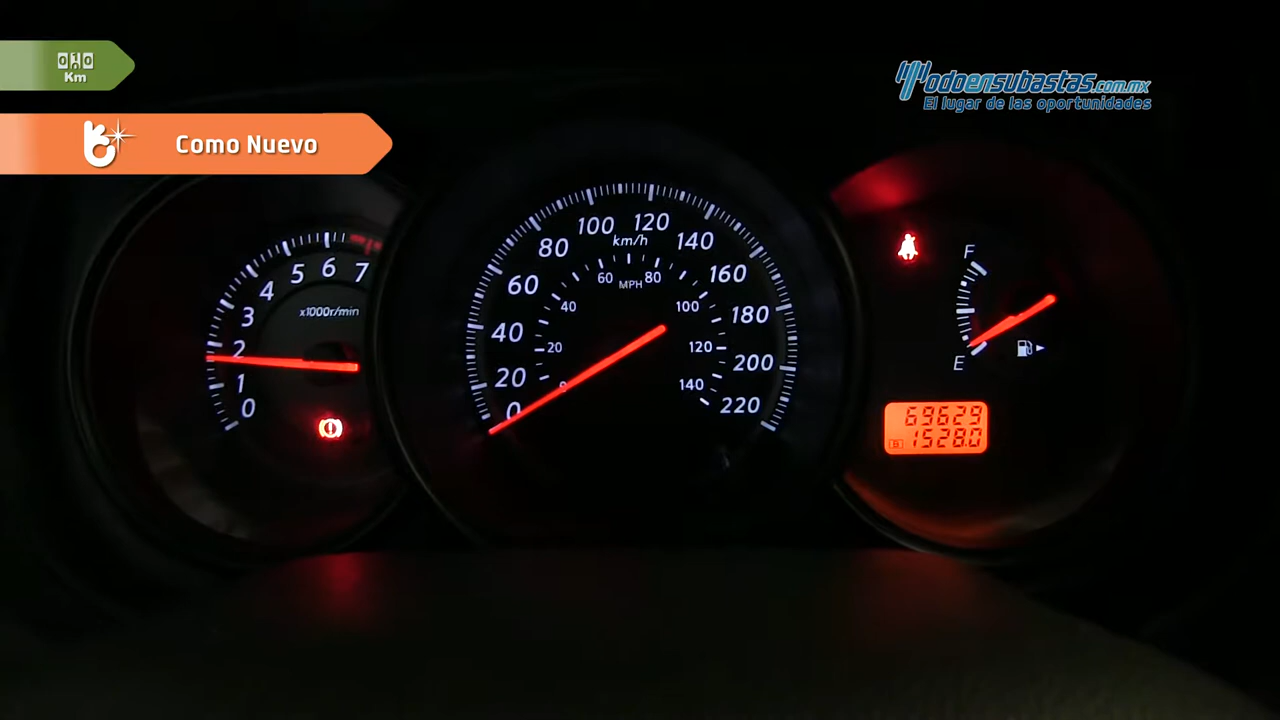 010
Km
Como Nuevo
Todoensubastas.com.mx
El lugar de las oportunidades
0 1 2 3 4 5 6 7
x1000r/min
0 20 40 60 80 100 120 140 160 180 200 220
km/h
0 20 40 60 80 100 120 140
MPH
F
E
69629
1528.0